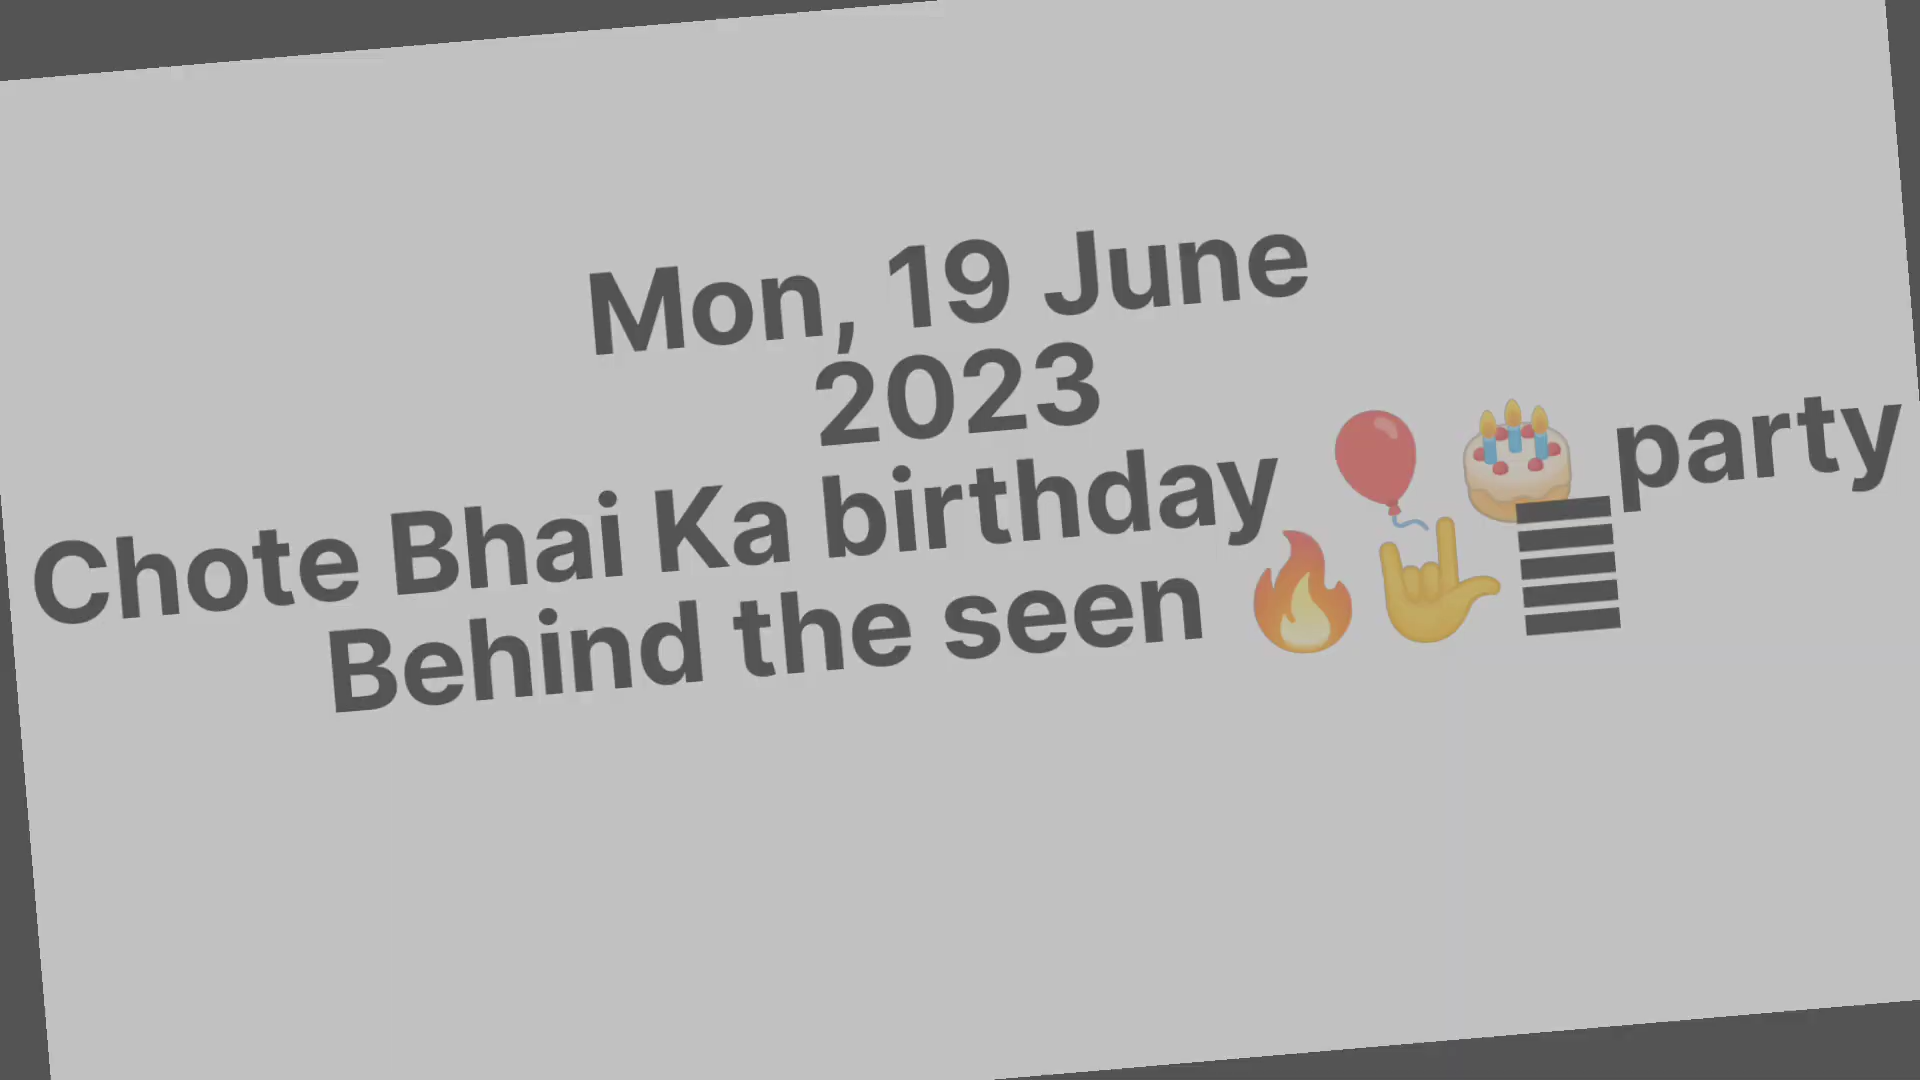 Mon, 19 June
2023
Chote Bhai Ka birthday 🎈 🎂 party
Behind the seen 🔥🤟